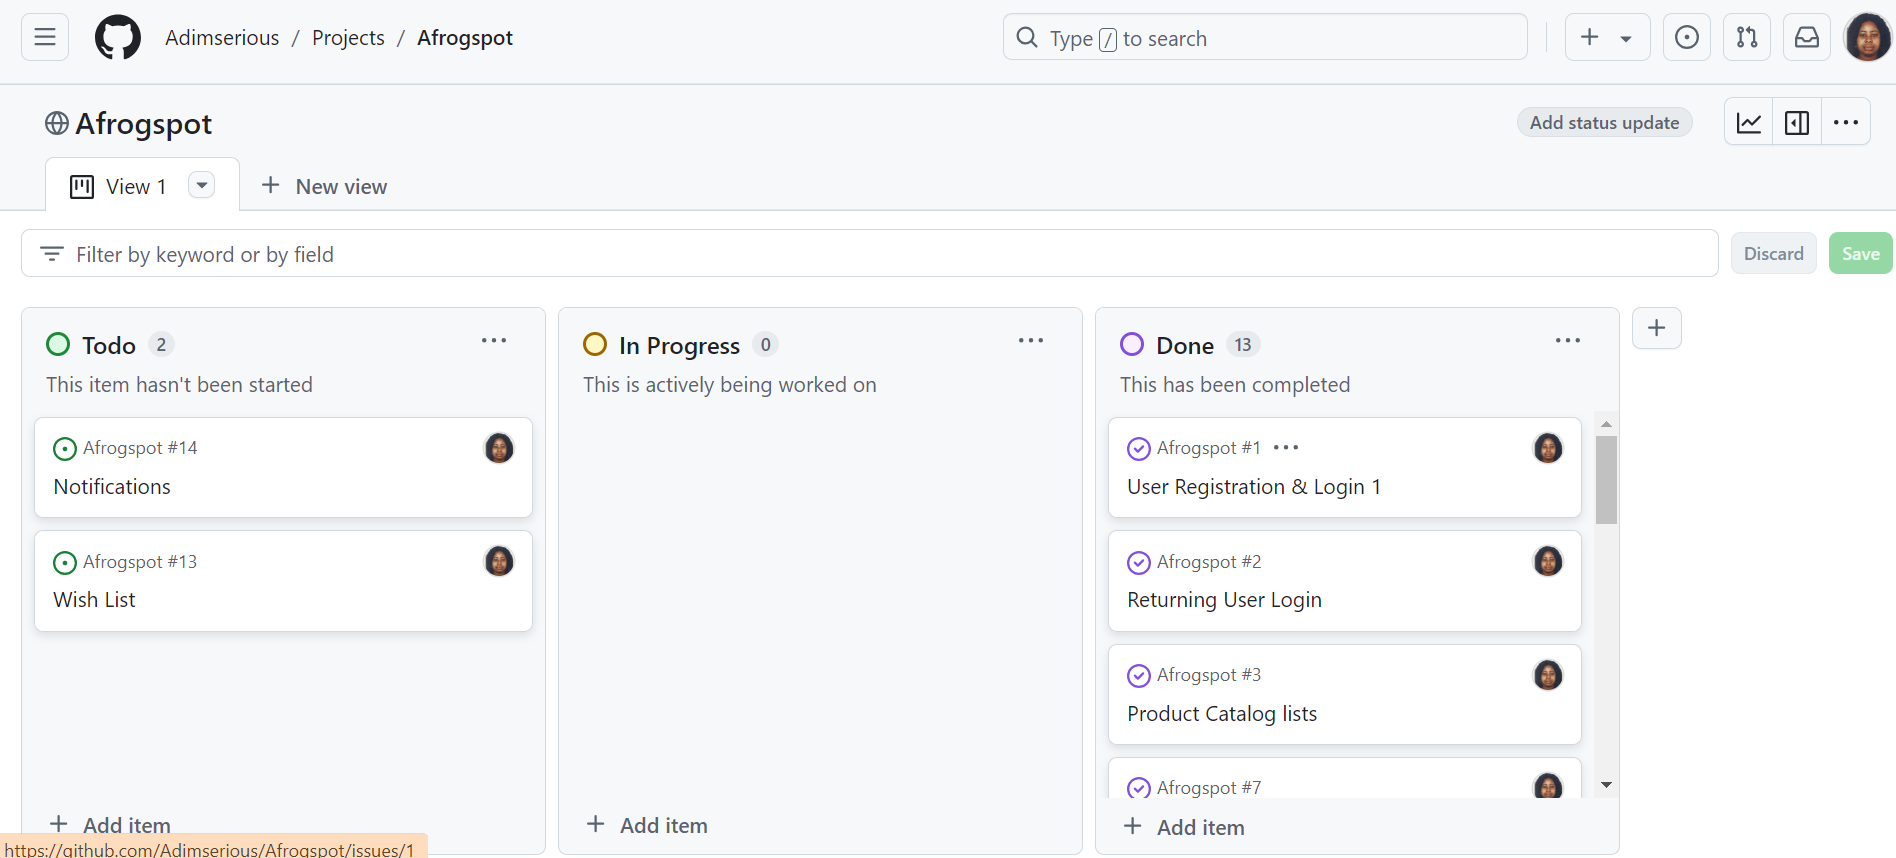 Adimserious / Projects / Afrogspot
Type / to search
Afrogspot
Add status update
View 1
New view
Filter by keyword or by field
Discard
Save
Todo 2
This item hasn't been started
Afrogspot #14
Notifications
Afrogspot #13
Wish List
Add item
In Progress 0
This is actively being worked on
Add item
Done 13
This has been completed
Afrogspot #1
User Registration & Login 1
Afrogspot #2
Returning User Login
Afrogspot #3
Product Catalog lists
Afrogspot #7
Add item
https://github.com/Adimserious/Afrogspot/issues/1